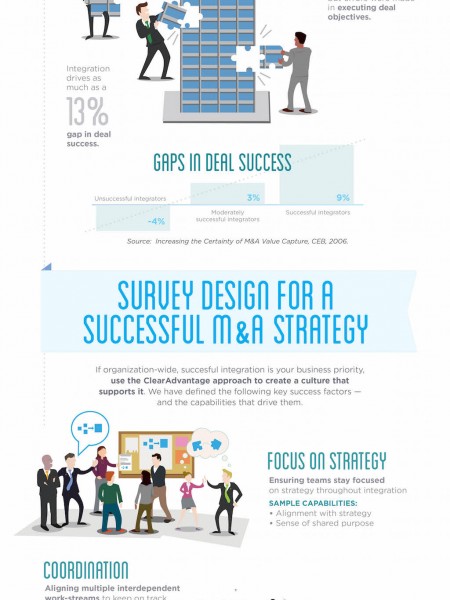 in executing deal
objectives.
Integration
drives as
much as a
13%
gap in deal
success.
GAPS IN DEAL SUCCESS
Unsuccessful integrators
-4%
3%
Moderately
successful integrators
9%
Successful integrators
Source: Increasing the Certainty of M&A Value Capture, CEB, 2006.
SURVEY DESIGN FOR A
SUCCESSFUL M&A STRATEGY
If organization-wide, succesful integration is your business priority,
use the ClearAdvantage approach to create a culture that
supports it. We have defined the following key success factors —
and the capabilities that drive them.
FOCUS ON STRATEGY
Ensuring teams stay focused
on strategy throughout integration
SAMPLE CAPABILITIES:
• Alignment with strategy
• Sense of shared purpose
COORDINATION
Aligning multiple interdependent
work-streams to keep on track